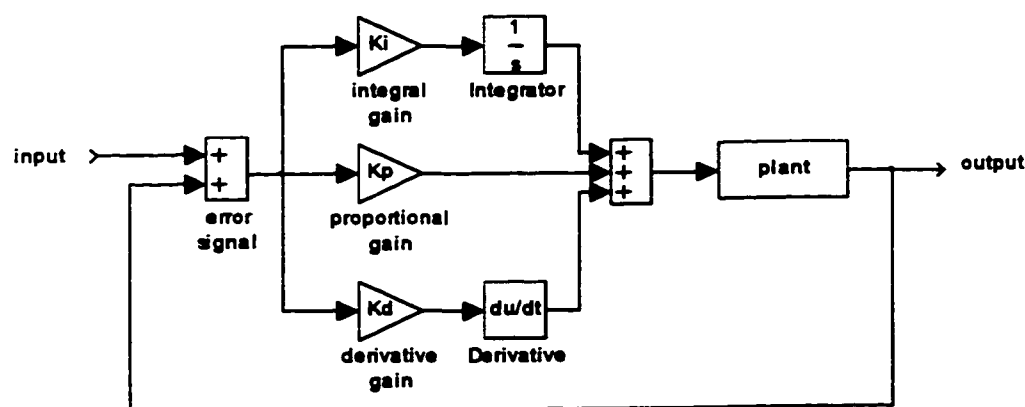 Ki
integral
gain
1
s
Integrator
input
+
+
error
signal
Kp
proportional
gain
+
+
+
plant
output
Kd
derivative
gain
du/dt
Derivative